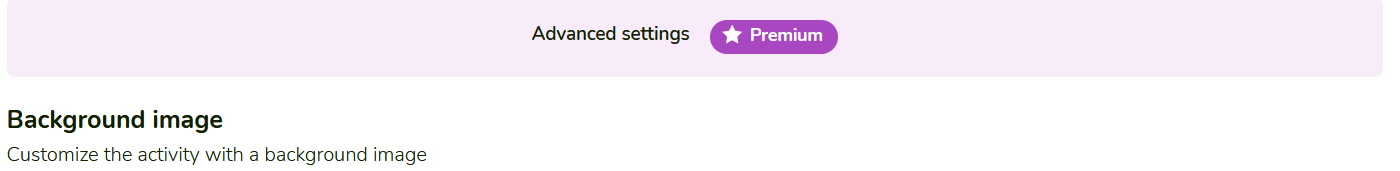 Advanced settings Premium
Background image
Customize the activity with a background image